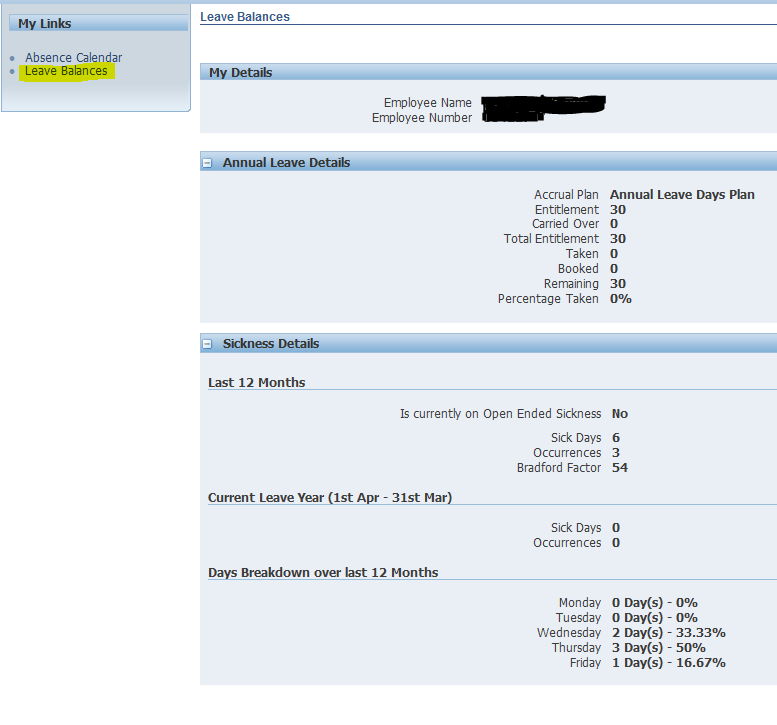 My Links
Absence Calendar
Leave Balances
Leave Balances
My Details
Employee Name
Employee Number
Annual Leave Details
Accrual Plan Annual Leave Days Plan
Entitlement 30
Carried Over 0
Total Entitlement 30
Taken 0
Booked 0
Remaining 30
Percentage Taken 0%
Sickness Details
Last 12 Months
Is currently on Open Ended Sickness No
Sick Days 6
Occurrences 3
Bradford Factor 54
Current Leave Year (1st Apr - 31st Mar)
Sick Days 0
Occurrences 0
Days Breakdown over last 12 Months
Monday 0 Day(s) - 0%
Tuesday 0 Day(s) - 0%
Wednesday 2 Day(s) - 33.33%
Thursday 3 Day(s) - 50%
Friday 1 Day(s) - 16.67%